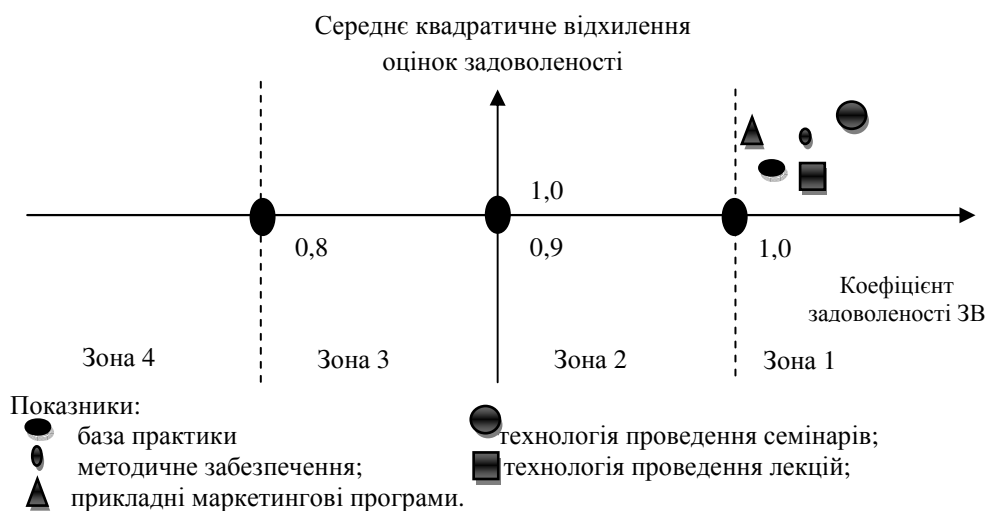 Середнє квадратичне відхилення
оцінок задоволеності
1,0
0,8
0,9
1,0
Коефіцієнт
задоволеності ЗВ
Зона 4
Зона 3
Зона 2
Зона 1
Показники:
база практики
технологія проведення семінарів;
методичне забезпечення;
технологія проведення лекцій;
прикладні маркетингові програми.